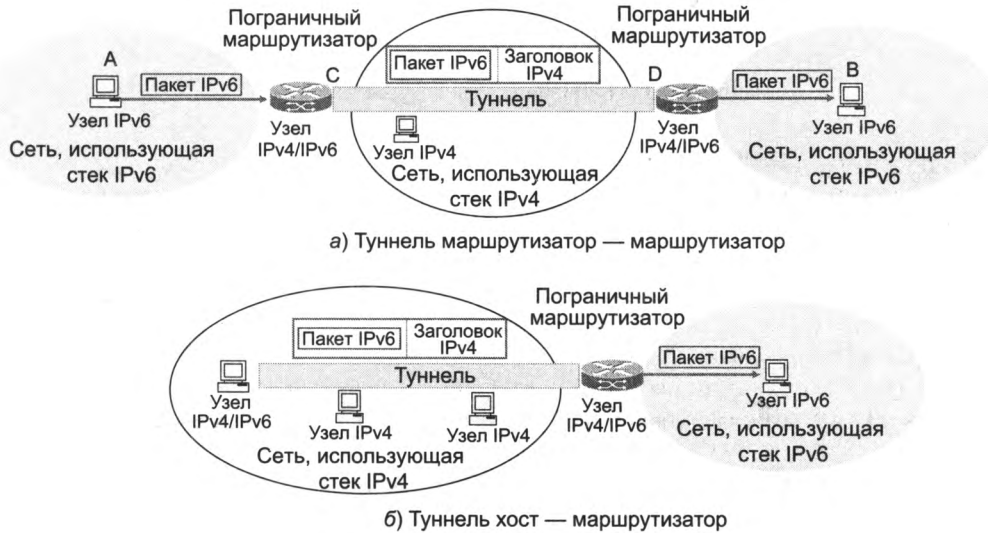 Пограничный
маршрутизатор
Пограничный
маршрутизатор
A
Пакет IPv6
C
Пакет IPv6
Заголовок
IPv4
D
Пакет IPv6
B
Туннель
Узел IPv6
Узел
IPv4/IPv6
Узел IPv4
Узел
IPv4/IPv6
Узел IPv6
Сеть, использующая
стек IPv6
Сеть, использующая
стек IPv4
Сеть, использующая
стек IPv6
а) Туннель маршрутизатор — маршрутизатор
Пограничный
маршрутизатор
Пакет IPv6
Заголовок
IPv4
Пакет IPv6
Туннель
Узел
IPv4/IPv6
Узел IPv4
Узел IPv4
Узел
IPv4/IPv6
Узел IPv6
Сеть, использующая
стек IPv4
Сеть, использующая
стек IPv6
б) Туннель хост — маршрутизатор